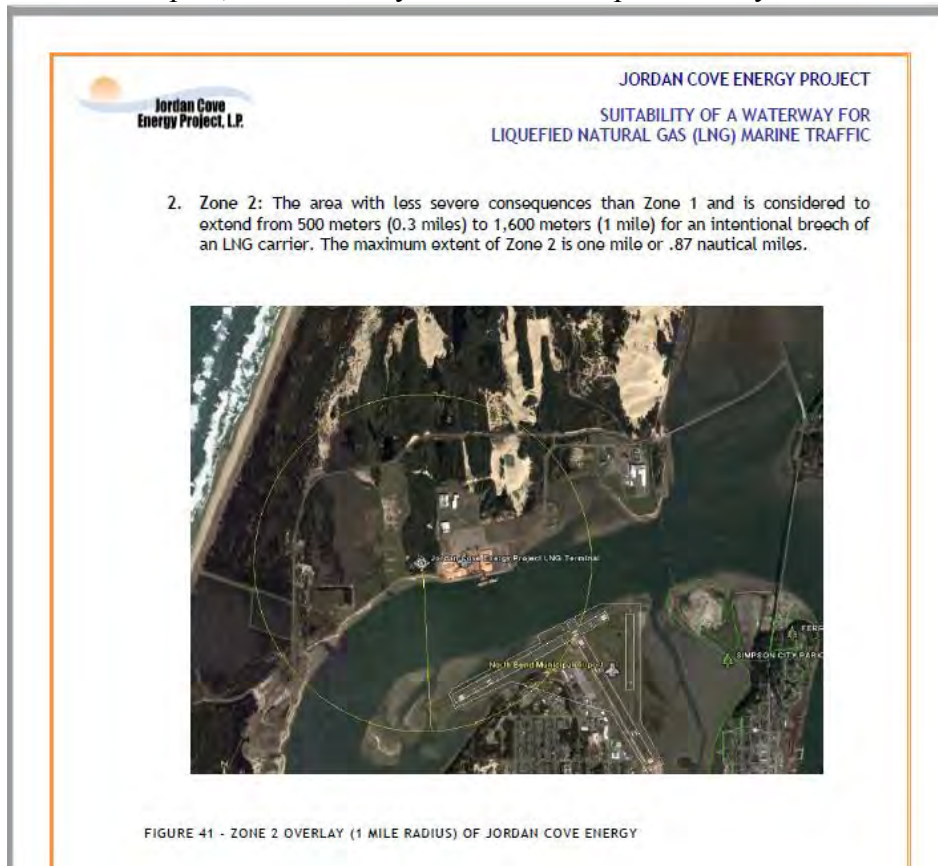 Jordan Cove
Energy Project, L.P.
JORDAN COVE ENERGY PROJECT
SUITABILITY OF A WATERWAY FOR
LIQUEFIED NATURAL GAS (LNG) MARINE TRAFFIC
2. Zone 2: The area with less severe consequences than Zone 1 and is considered to
extend from 500 meters (0.3 miles) to 1,600 meters (1 mile) for an intentional breech of
an LNG carrier. The maximum extent of Zone 2 is one mile or .87 nautical miles.
Jordan Cove Energy Project LNG Terminal
North Bend Municipal Airport
FERR
SIMPSON CITY PARK
FIGURE 41 - ZONE 2 OVERLAY (1 MILE RADIUS) OF JORDAN COVE ENERGY